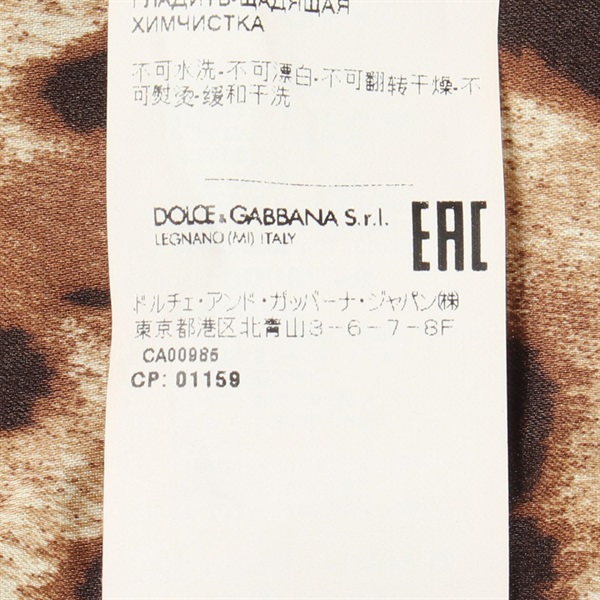 ГЛАДИТЬ-ЩАДЯЩАЯ
ХИМЧИСТКА
不可水洗-不可漂白-不可翻转干燥-不
可熨烫-缓和干洗
DOLCE & GABBANA S.r.l.
LEGNANO (MI) ITALY
EAC
ドルチェ・アンド・ガッバーナ・ジャパン(株)
東京都港区北青山3-6-7-8F
CA00985
CP: 01159